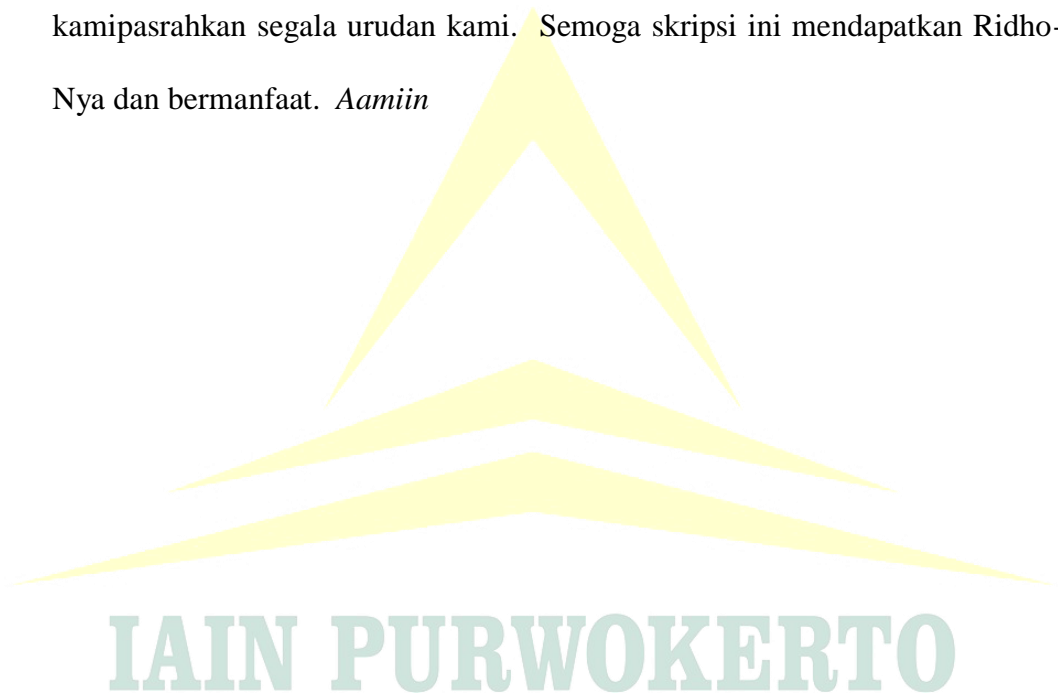 kamipasrahkan segala urudan kami. Semoga skripsi ini mendapatkan Ridho-
Nya dan bermanfaat. Aamiin
IAIN PURWOKERTO